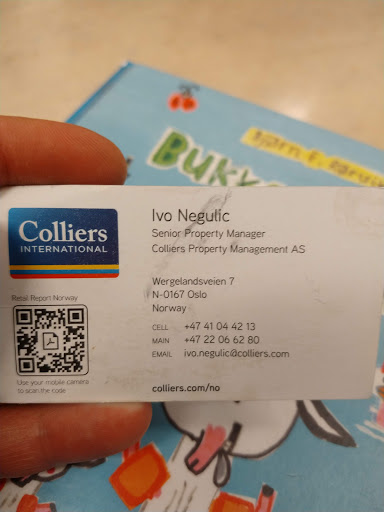 BUKK
Bjørn F.
Colliers
INTERNATIONAL
Ivo Negulic
Senior Property Manager
Colliers Property Management AS
Wergelandsveien 7
N-0167 Oslo
Norway
Retail Report Norway
CELL +47 41 04 42 13
MAIN +47 22 06 62 80
EMAIL ivo.negulic@colliers.com
Use your mobile camera
to scan the code
colliers.com/no